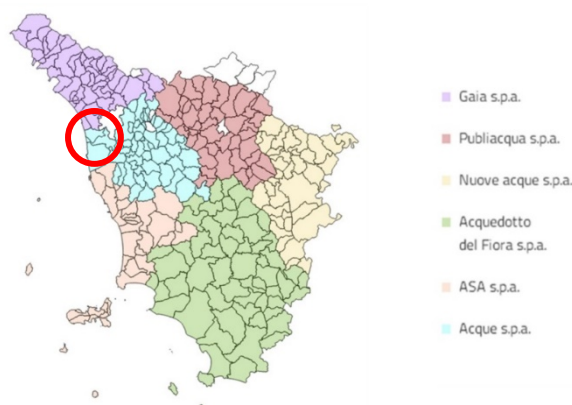 Gaia s.p.a.
Publiacqua s.p.a.
Nuove acque s.p.a.
Acquedotto
del Fiora s.p.a.
ASA s.p.a.
Acque s.p.a.